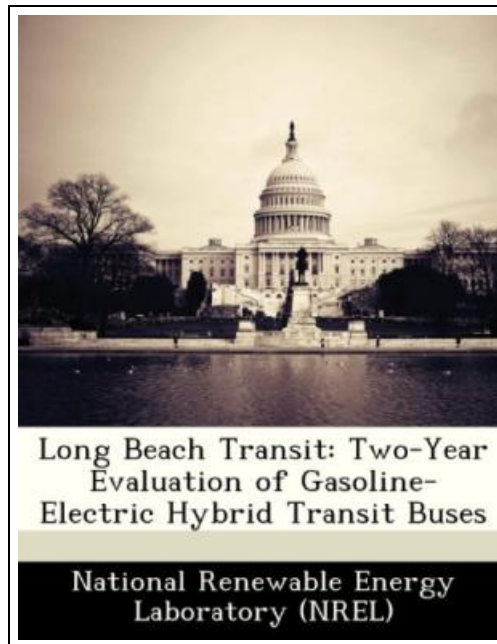 Long Beach Transit: Two-Year
Evaluation of Gasoline-
Electric Hybrid Transit Buses
National Renewable Energy
Laboratory (NREL)